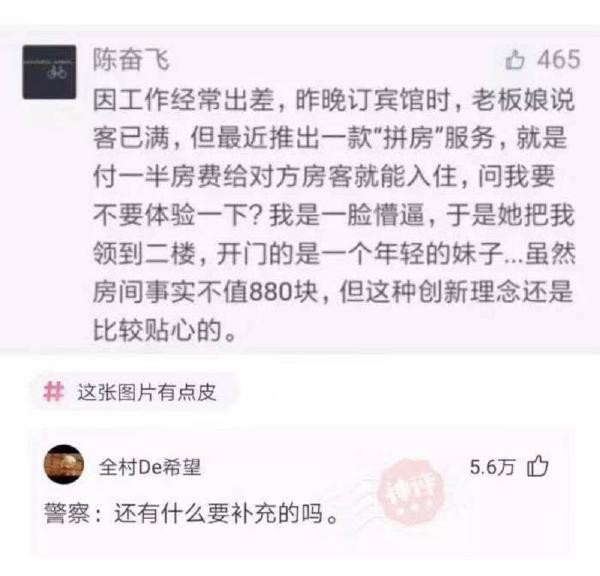 陈奋飞
465
因工作经常出差，昨晚订宾馆时，老板娘说
客已满，但最近推出一款“拼房”服务，就是
付一半房费给对方房客就能入住，问我要
不要体验一下？我是一脸懵逼，于是她把我
领到二楼，开门的是一个年轻的妹子...虽然
房间事实不值880块，但这种创新理念还是
比较贴心的。
# 这张图片有点皮
全村De希望
5.6万
神评
警察：还有什么要补充的吗。